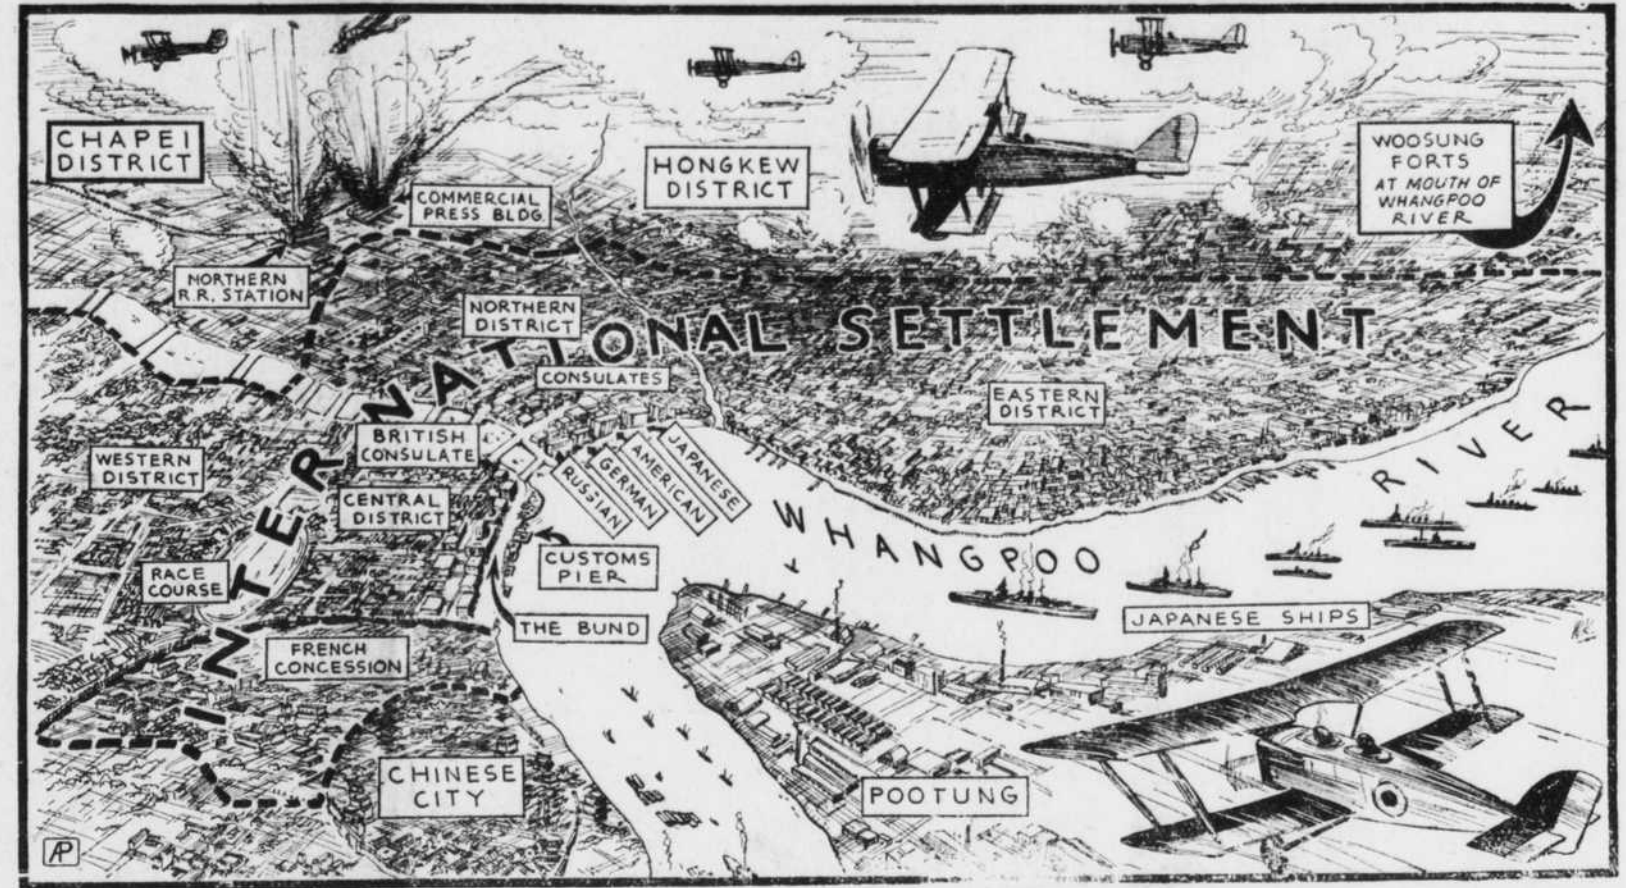 CHAPEI
DISTRICT
HONGKEW
DISTRICT
WOOSUNG
FORTS
AT MOUTH OF
WHANGPOO
RIVER
COMMERCIAL
PRESS BLDG.
NORTHERN
R.R. STATION
NORTHERN
DISTRICT
INTERNATIONAL SETTLEMENT
CONSULATES
EASTERN
DISTRICT
BRITISH
CONSULATE
WESTERN
DISTRICT
RUSSIAN
GERMAN
AMERICAN
JAPANESE
CENTRAL
DISTRICT
WHANGPOO RIVER
CUSTOMS
PIER
RACE
COURSE
JAPANESE SHIPS
THE BUND
FRENCH
CONCESSION
CHINESE
CITY
POOTUNG
AP